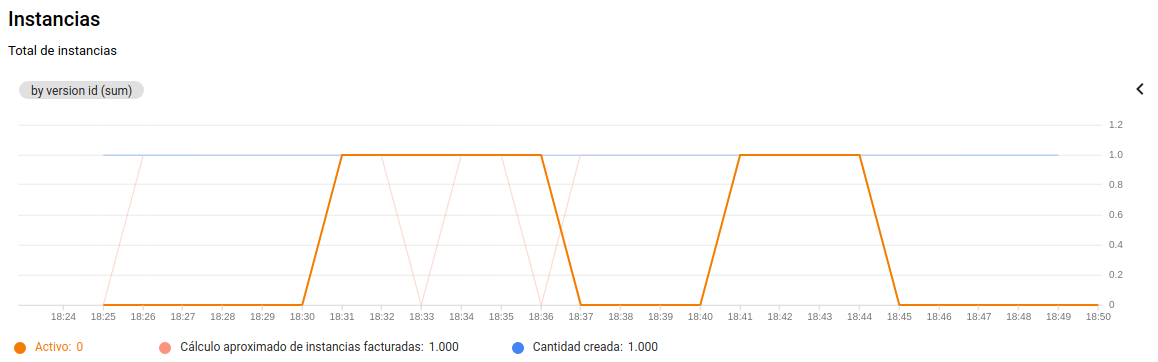 Instancias
Total de instancias
by version id (sum)
1.2
1.0
0.8
0.6
0.4
0.2
0
18:24 18:25 18:26 18:27 18:28 18:29 18:30 18:31 18:32 18:33 18:34 18:35 18:36 18:37 18:38 18:39 18:40 18:41 18:42 18:43 18:44 18:45 18:46 18:47 18:48 18:49 18:50
Activo: 0 Cálculo aproximado de instancias facturadas: 1.000 Cantidad creada: 1.000